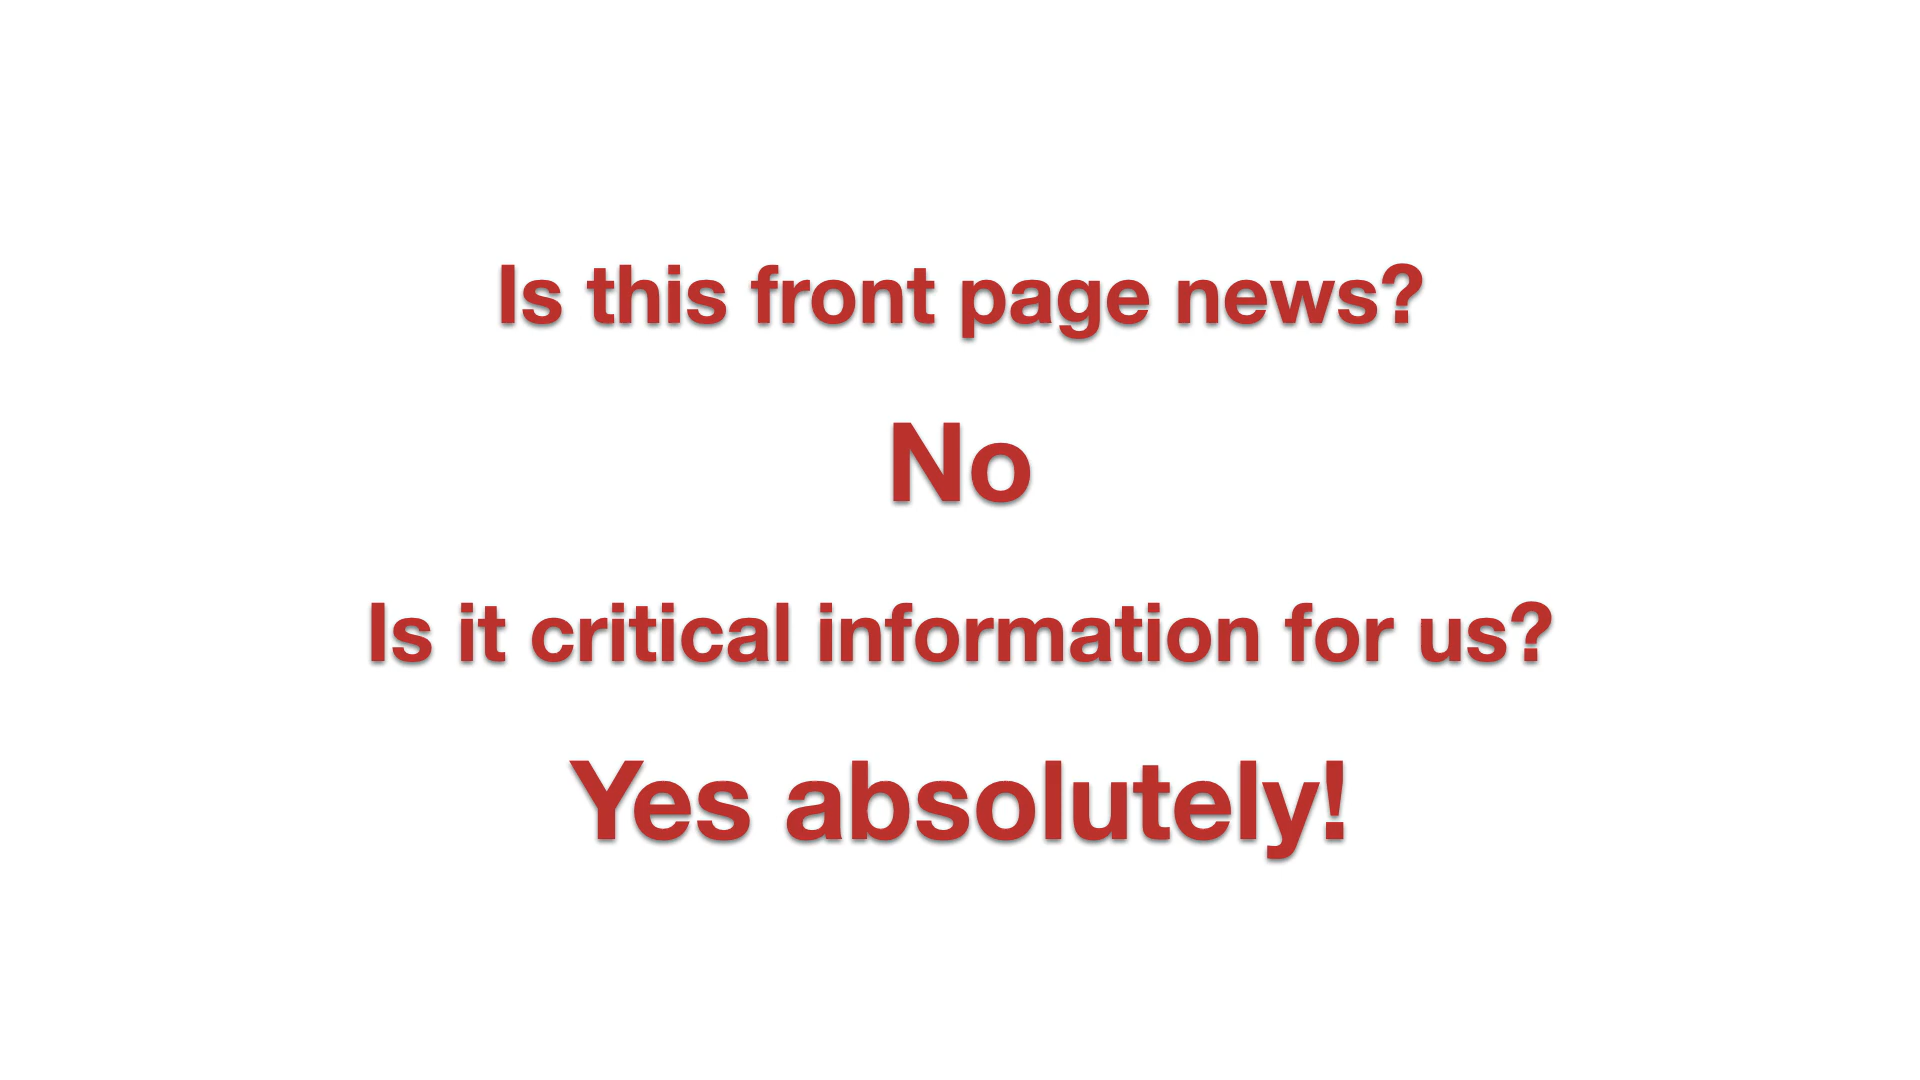 Is this front page news?
No
Is it critical information for us?
Yes absolutely!